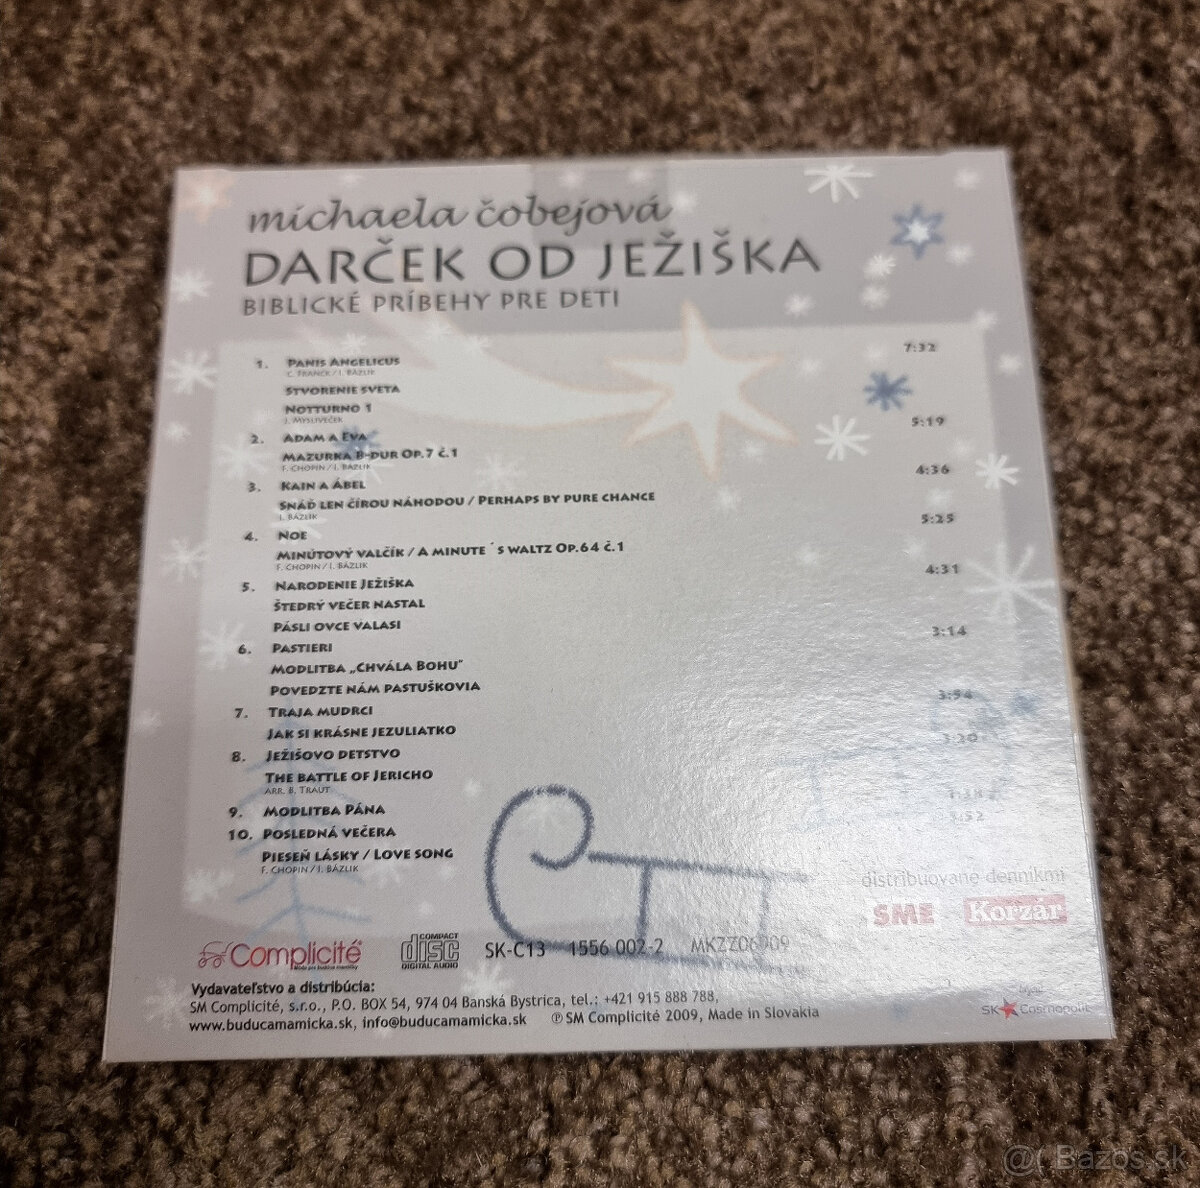 michaela čobejová
DARČEK OD JEŽIŠKA
BIBLICKÉ PRÍBEHY PRE DETI
1. PANIS ANGELICUS 7:32
C. FRANCK / I. BÁZLIK
STVORENIE SVETA
NOTTURNO 1
J. MYSLIVEČEK
2. ADAM A EVA 5:19
MAZURKA B-DUR OP.7 Č.1
F. CHOPIN / I. BÁZLIK
3. KAIN A ÁBEL 4:36
SNÁĎ LEN ČÍROU NÁHODOU / PERHAPS BY PURE CHANCE
I. BÁZLIK
4. NOE 5:25
MINÚTOVÝ VALČÍK / A MINUTE´S WALTZ OP.64 Č.1
F. CHOPIN / I. BÁZLIK
5. NARODENIE JEŽIŠKA 4:31
ŠTEDRÝ VEČER NASTAL
PÁSLI OVCE VALASI
6. PASTIERI 3:14
MODLITBA „CHVÁLA BOHU"
POVEDZTE NÁM PASTUŠKOVIA
7. TRAJA MUDRCI 3:54
JAK SI KRÁSNE JEZULIATKO
8. JEŽIŠOVO DETSTVO 3:20
THE BATTLE OF JERICHO
ARR. B. TRAUT
9. MODLITBA PÁNA
10. POSLEDNÁ VEČERA
PIESEŇ LÁSKY / LOVE SONG
F. CHOPIN / I. BÁZLIK
distribuované denníkmi
SME Korzár
Complicité®
COMPACT
disc
DIGITAL AUDIO
SK-C13 1556 002-2
Vydavateľstvo a distribúcia:
SM Complicité, s.r.o., P.O. BOX 54, 974 04 Banská Bystrica, tel.: +421 915 888 788,
www.buducamamicka.sk, info@buducamamicka.sk ℗ SM Complicité 2009, Made in Slovakia
SK Cosmopolis
@( Bazos.sk